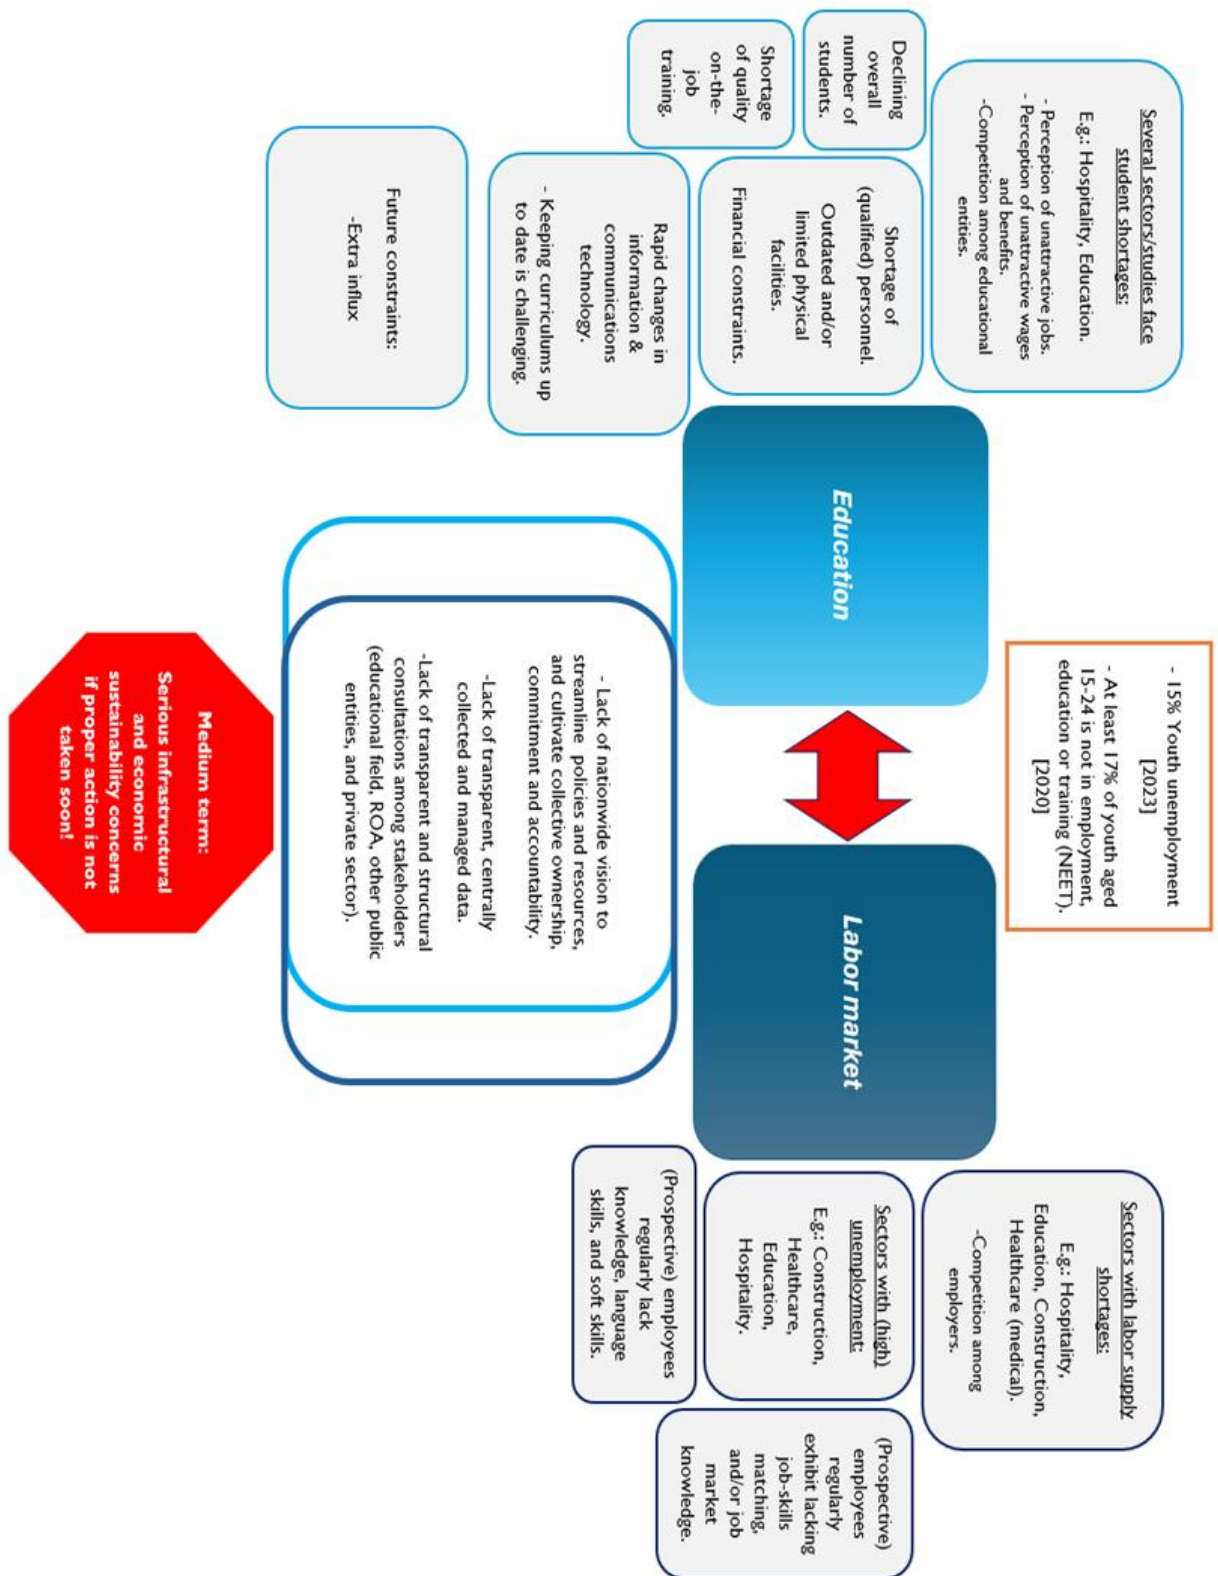 Several sectors/studies face
student shortages:
E.g.: Hospitality, Education.
- Perception of unattractive jobs.
- Perception of unattractive wages
and benefits.
-Competition among educational
entities.
Declining
overall
number of
students.
Shortage
of quality
on-the-
job
training.
Shortage of
(qualified) personnel.
Outdated and/or
limited physical
facilities.
Financial constraints.
Rapid changes in
information &
communications
technology.
- Keeping curriculums up
to date is challenging.
Future constraints:
-Extra influx
Education
- 15% Youth unemployment
[2023]
- At least 17% of youth aged
15-24 is not in employment,
education or training (NEET).
[2020]
Labor market
- Lack of nationwide vision to
streamline policies and resources,
and cultivate collective ownership,
commitment and accountability.
-Lack of transparent, centrally
collected and managed data.
-Lack of transparent and structural
consultations among stakeholders
(educational field, ROA, other public
entities, and private sector).
Medium term:
Serious infrastructural
and economic
sustainability concerns
if proper action is not
taken soon!
Sectors with labor supply
shortages:
E.g.: Hospitality,
Education, Construction,
Healthcare (medical).
-Competition among
employers.
Sectors with (high)
unemployment:
E.g.: Construction,
Healthcare,
Education,
Hospitality.
(Prospective) employees
regularly lack
knowledge, language
skills, and soft skills.
(Prospective)
employees
regularly
exhibit lacking
job-skills
matching,
and/or job
market
knowledge.